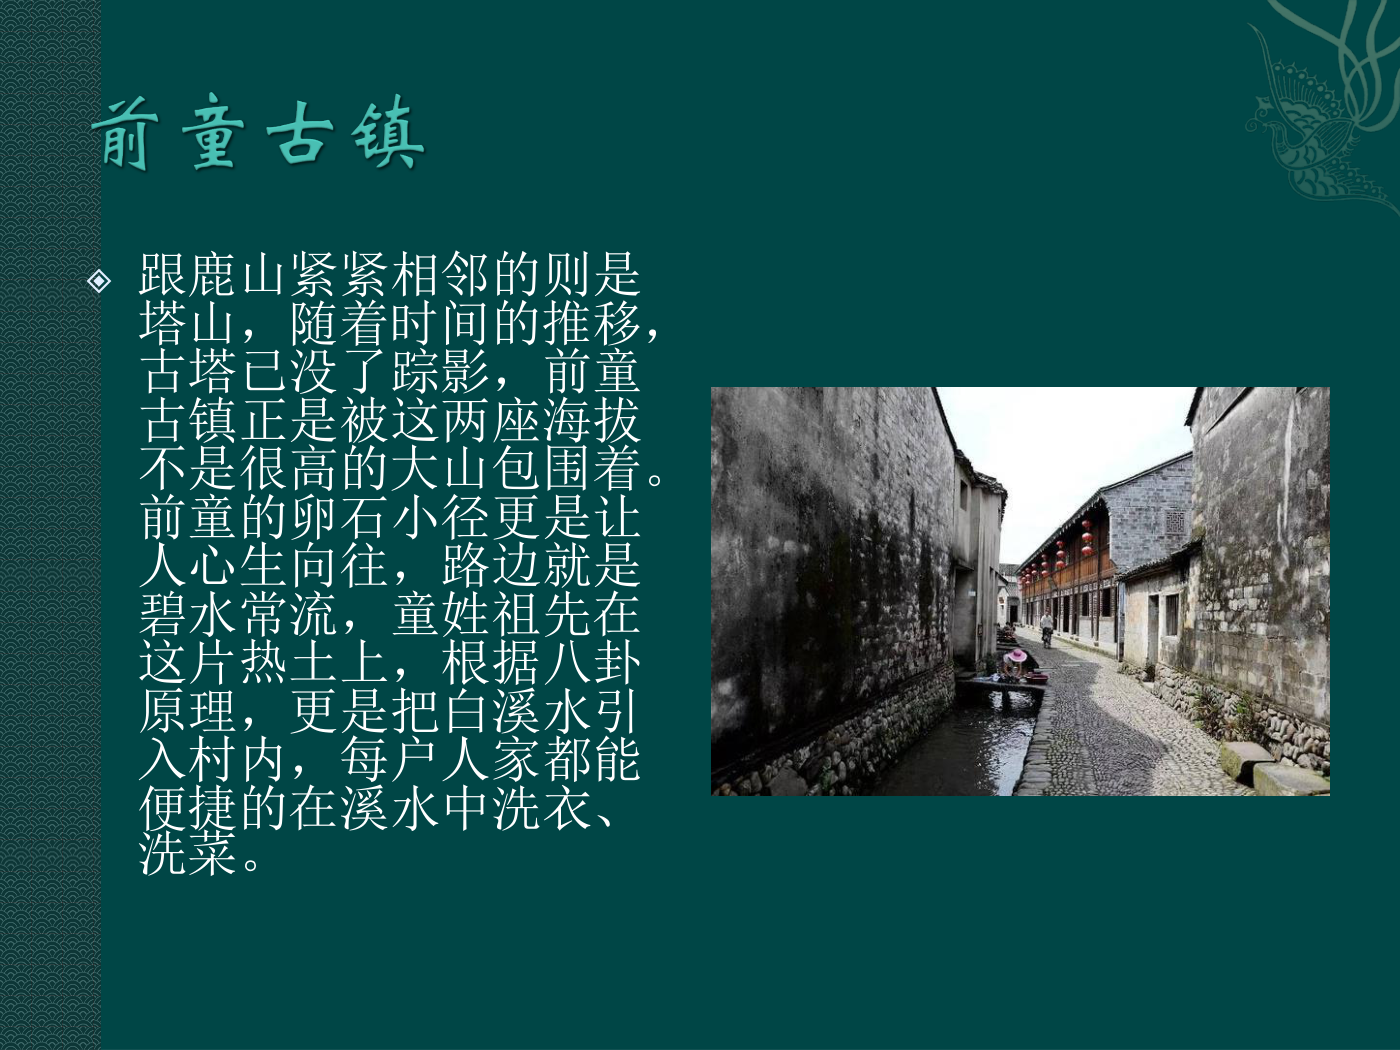 前童古镇
跟鹿山紧紧相邻的则是
塔山，随着时间的推移，
古塔已没了踪影，前童
古镇正是被这两座海拔
不是很高的大山包围着。
前童的卵石小径更是让
人心生向往，路边就是
碧水常流，童姓祖先在
这片热土上，根据八卦
原理，更是把白溪水引
入村内，每户人家都能
便捷的在溪水中洗衣、
洗菜。